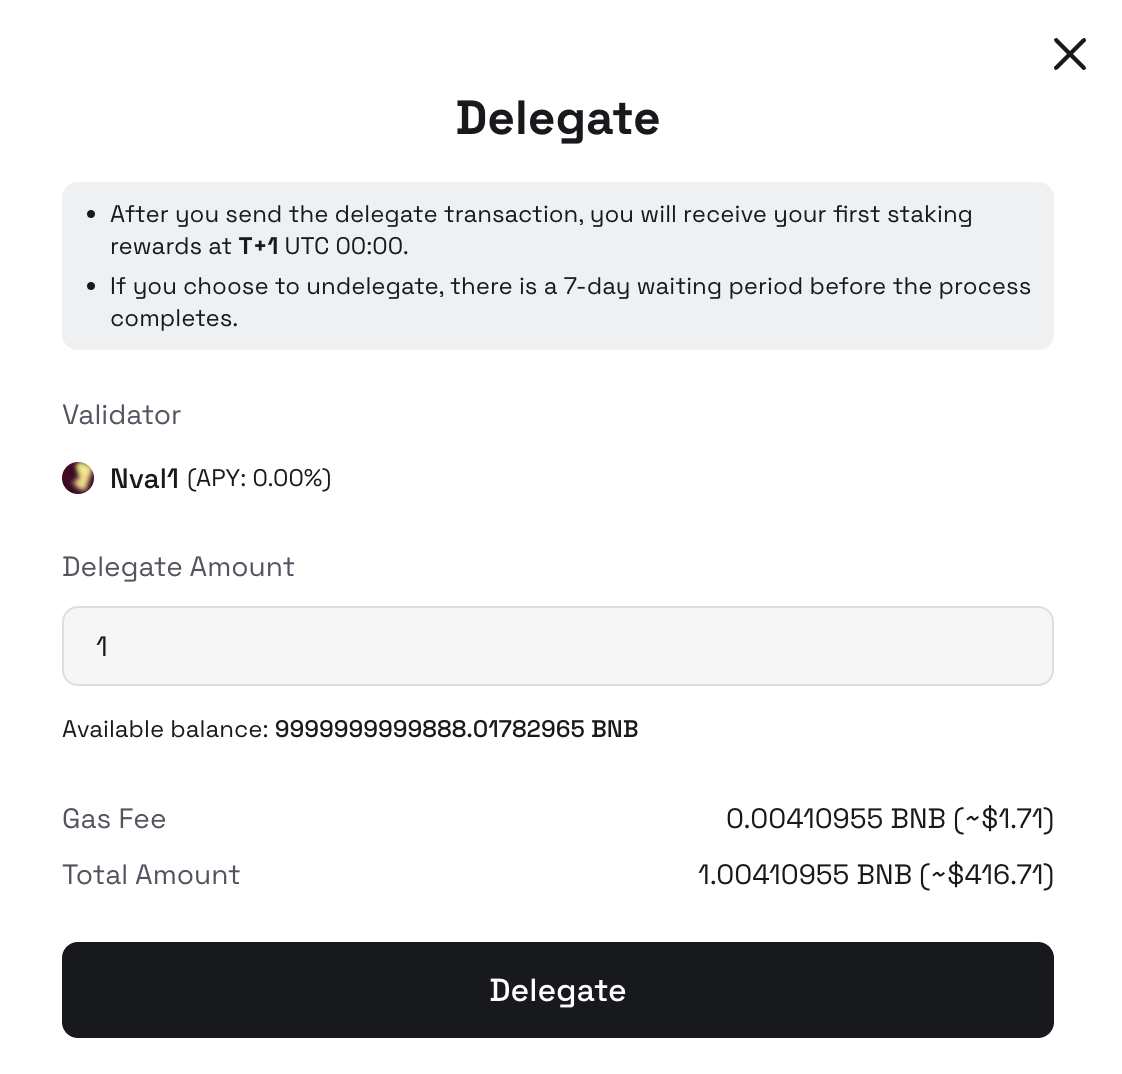 Delegate
After you send the delegate transaction, you will receive your first staking
rewards at T+1 UTC 00:00.
If you choose to undelegate, there is a 7-day waiting period before the process
completes.
Validator
Nval1 (APY: 0.00%)
Delegate Amount
1
Available balance: 9999999999888.01782965 BNB
Gas Fee 0.00410955 BNB (~$1.71)
Total Amount 1.00410955 BNB (~$416.71)
Delegate